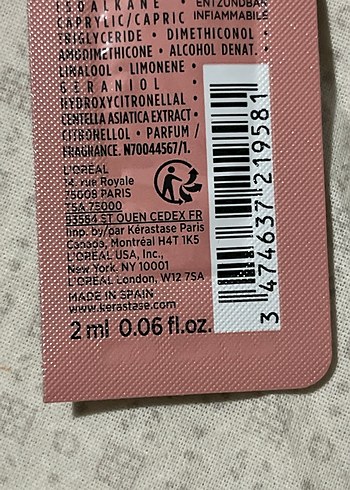 ISOALKANE •
CAPRYLIC/CAPRIC
TRIGLYCERIDE • DIMETHICONOL •
AMODIMETHICONE • ALCOHOL DENAT. •
LINALOOL • LIMONENE •
GERANIOL •
HYDROXYCITRONELLAL •
CENTELLA ASIATICA EXTRACT •
CITRONELLOL • PARFUM /
FRAGANCE. N70044567/1.
ENTZÜNDBAR
INFIAMMABILE
L'ORÉAL
14, rue Royale
75008 PARIS
TSA 75000
93584 ST OUEN CEDEX FR
Imp. by/par Kérastase Paris
Canada, Montréal H4T 1K5
L'ORÉAL USA, Inc.,
New York, NY 10001
L'ORÉAL London, W12 7SA
MADE IN SPAIN
www.kerastase.com
2 ml 0.06 fl.oz.
3 474637 219581